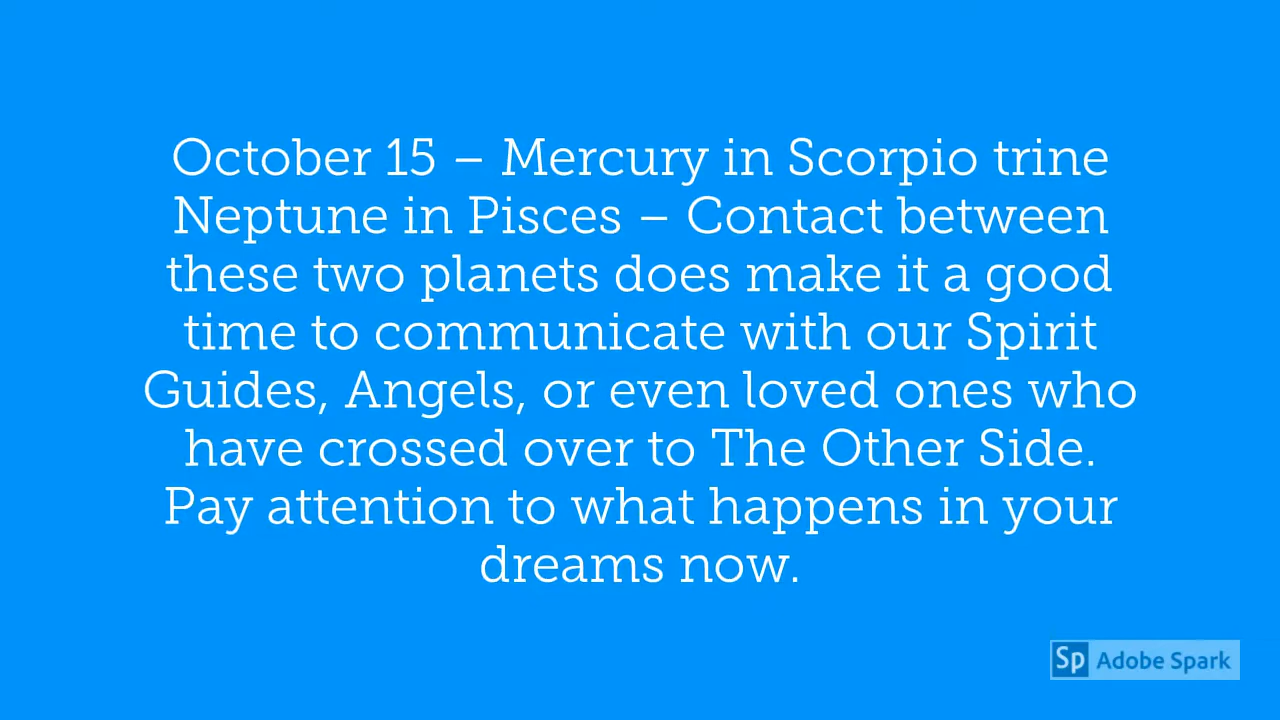 October 15 – Mercury in Scorpio trine
Neptune in Pisces – Contact between
these two planets does make it a good
time to communicate with our Spirit
Guides, Angels, or even loved ones who
have crossed over to The Other Side.
Pay attention to what happens in your
dreams now.
Sp Adobe Spark